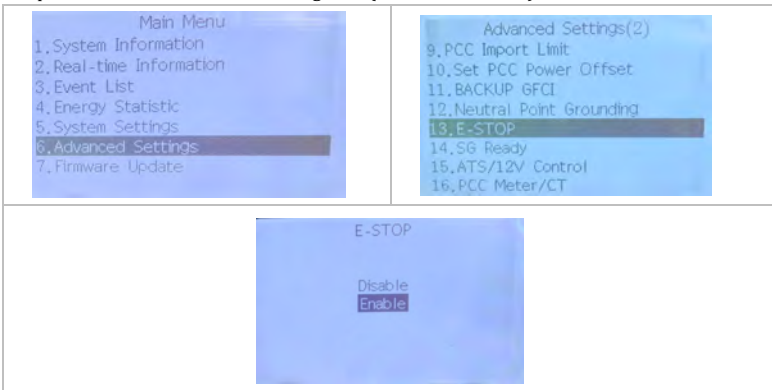 Main Menu
1.System Information
2.Real-time Information
3.Event List
4.Energy Statistic
5.System Settings
6.Advanced Settings
7.Firmware Update
Advanced Settings(2)
9.PCC Import Limit
10.Set PCC Power Offset
11.BACKUP GFCI
12.Neutral Point Grounding
13.E-STOP
14.SG Ready
15.ATS/12V Control
16.PCC Meter/CT
E-STOP
Disable
Enable